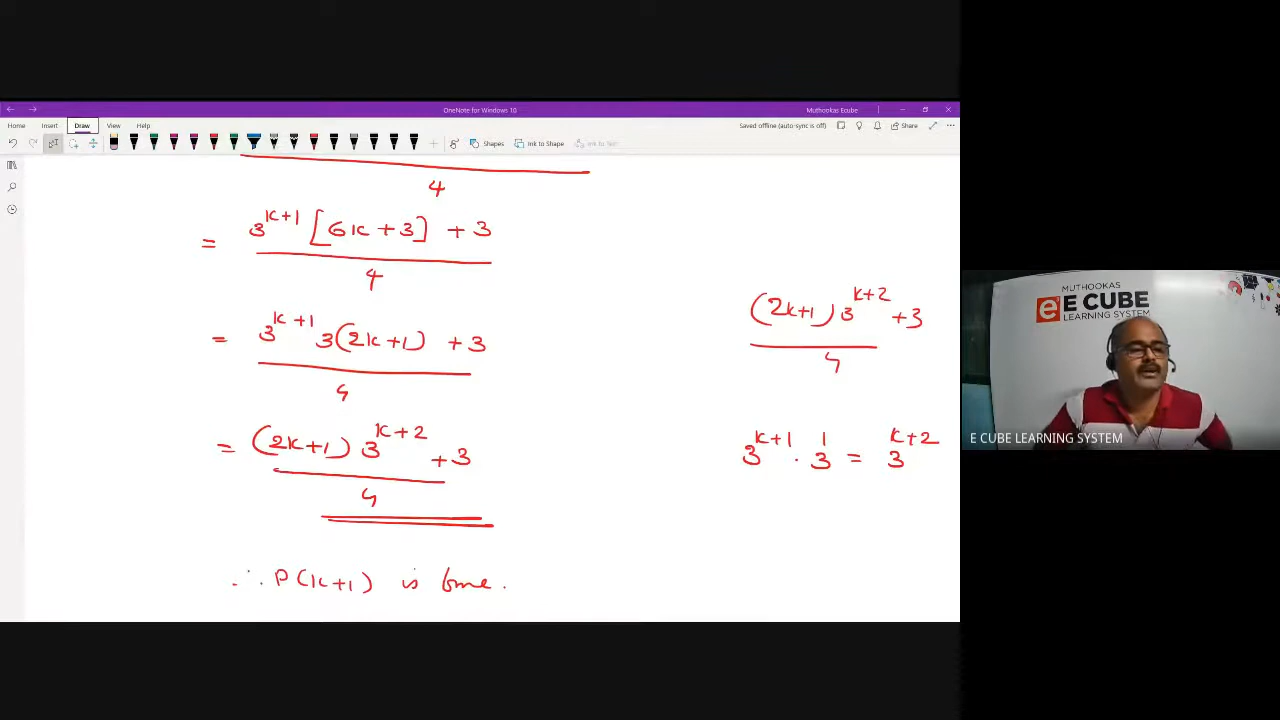 OneNote for Windows 10
Muthookas Ecube
Home Insert Draw View Help
Saved offline (auto-sync is off)
Share
Shapes Ink to Shape Ink to Text
4
= 3^{k+1} [6k+3] + 3
4
= 3^{k+1} 3(2k+1) + 3
4
= (2k+1) 3^{k+2} + 3
4
∴ P(k+1) is true.
(2k+1) 3^{k+2} + 3
4
3^{k+1} · 3^1 = 3^{k+2}
MUTHOOKAS
e E CUBE
LEARNING SYSTEM
E CUBE LEARNING SYSTEM